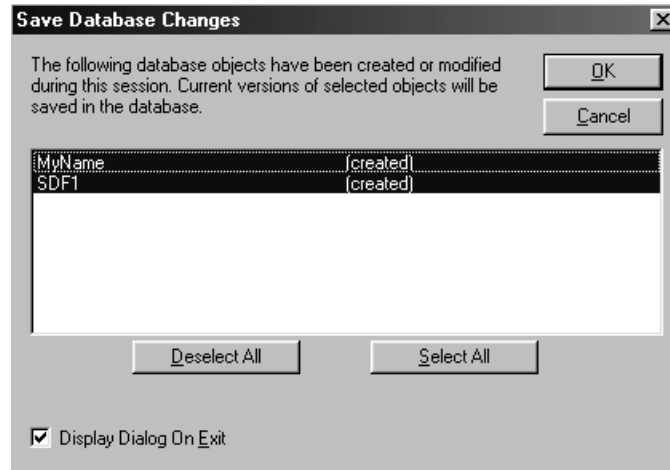 Save Database Changes
The following database objects have been created or modified
during this session. Current versions of selected objects will be
saved in the database.
OK
Cancel
MyName (created)
SDF1 (created)
Deselect All Select All
Display Dialog On Exit